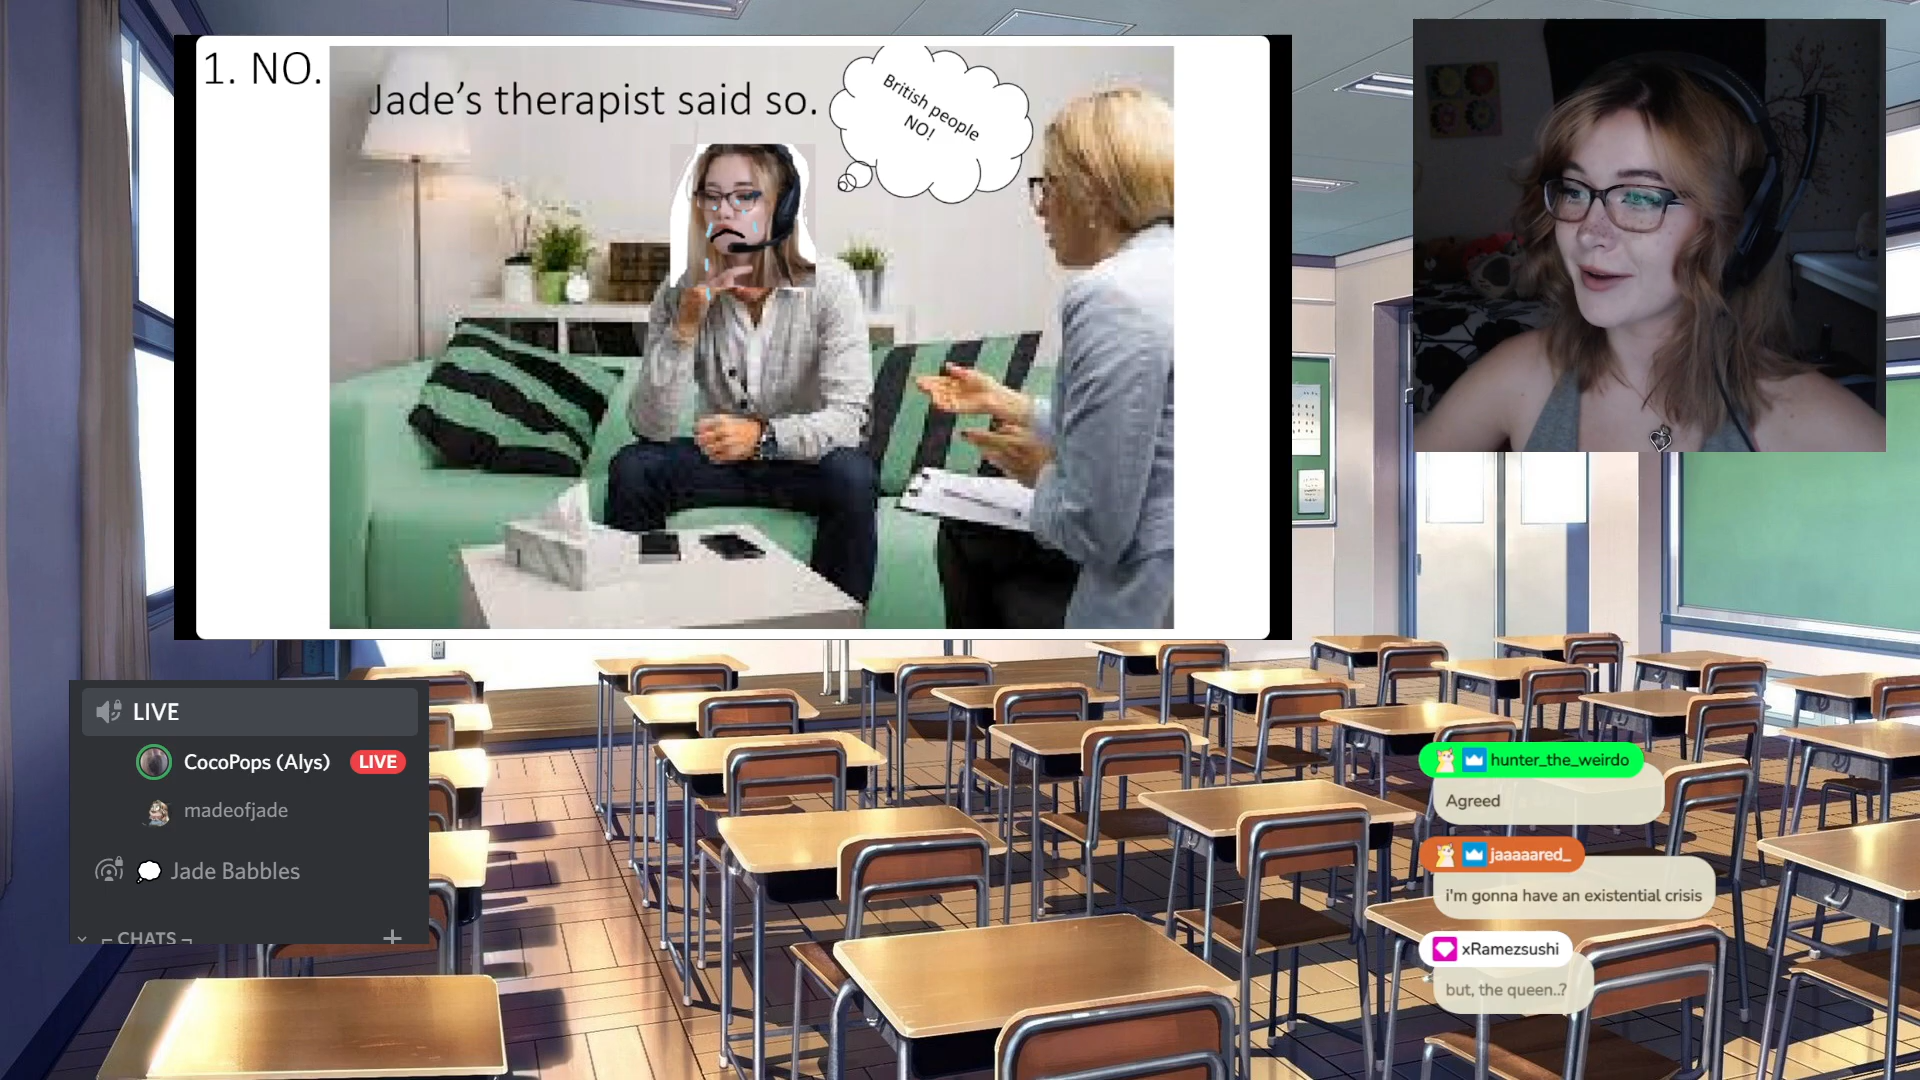 1. NO.
Jade's therapist said so.
British people
NO!
LIVE
CocoPops (Alys) LIVE
madeofjade
Jade Babbles
CHATS
hunter_the_weirdo
Agreed
jaaaaared_
i'm gonna have an existential crisis
xRamezsushi
but, the queen..?